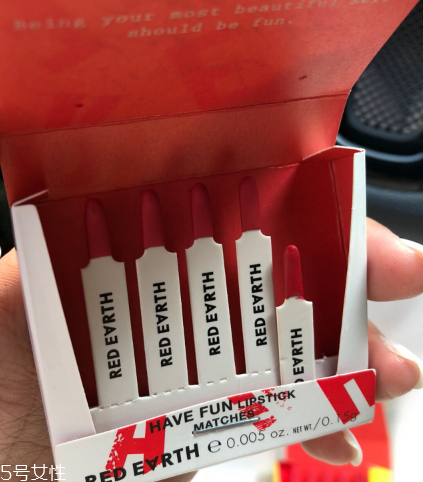 Being your most beautiful self
should be fun.
RED EARTH
RED EARTH
RED EARTH
RED EARTH
D EARTH
HAVE FUN LIPSTICK
MATCHES
RED EARTH ℮ 0.005 oz. NET WT./0.15g
5号女性